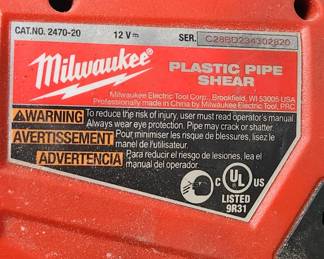 CAT.NO. 2470-20 12 V SER. C28BD234302820
Milwaukee®
PLASTIC PIPE
SHEAR
Milwaukee Electric Tool Corp., Brookfield, WI 53005 USA
Professionally made in China by Milwaukee Electric Tool, PRC
WARNING To reduce the risk of injury, user must read operator's manual
Always wear eye protection. Pipe may crack or shatter.
AVERTISSEMENT Pour minimiser les risque de blessures, lisez le
manel de l'utilizateur.
ADVERTENCIA Para reducir el riesgo de lesiones, lea el
manual del operador.
C UL US
LISTED
9R31